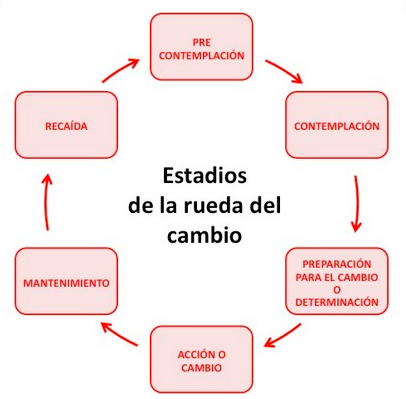 PRE
CONTEMPLACIÓN
CONTEMPLACIÓN
PREPARACIÓN
PARA EL CAMBIO
O
DETERMINACIÓN
ACCIÓN O
CAMBIO
MANTENIMIENTO
RECAÍDA
Estadios
de la rueda del
cambio